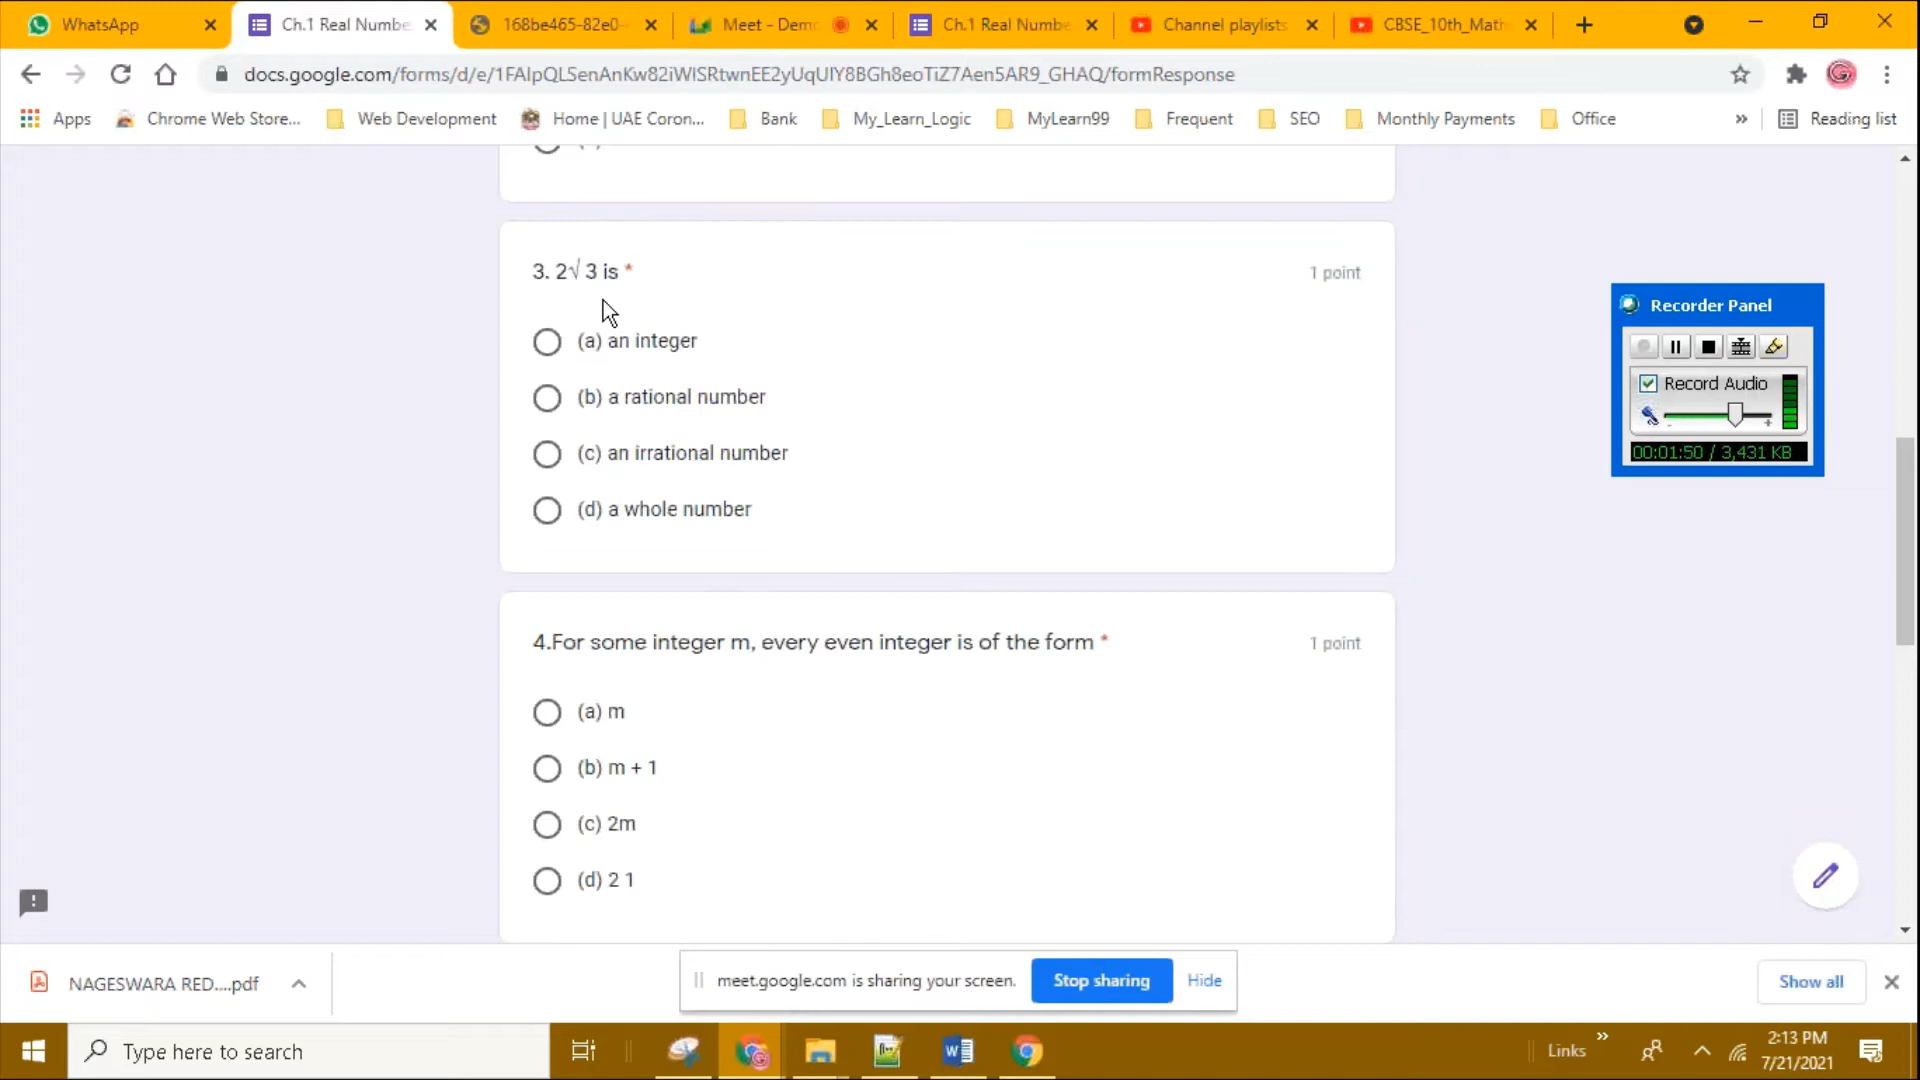 WhatsApp
Ch.1 Real Numbe
168be465-82e0-
Meet - Demo
Ch.1 Real Numbe
Channel playlists
CBSE_10th_Math
docs.google.com/forms/d/e/1FAIpQLSenAnKw82iWlSRtwnEE2yUqUlY8BGh8eoTiZ7Aen5AR9_GHAQ/formResponse
Apps
Chrome Web Store...
Web Development
Home | UAE Coron...
Bank
My_Learn_Logic
MyLearn99
Frequent
SEO
Monthly Payments
Office
»
Reading list
3. 2√ 3 is *
1 point
(a) an integer
(b) a rational number
(c) an irrational number
(d) a whole number
Recorder Panel
Record Audio
- +
00:01:50 / 3,431 KB
4.For some integer m, every even integer is of the form *
1 point
(a) m
(b) m + 1
(c) 2m
(d) 2 1
NAGESWARA RED....pdf
meet.google.com is sharing your screen.
Stop sharing
Hide
Show all
Type here to search
Links
»
2:13 PM
7/21/2021